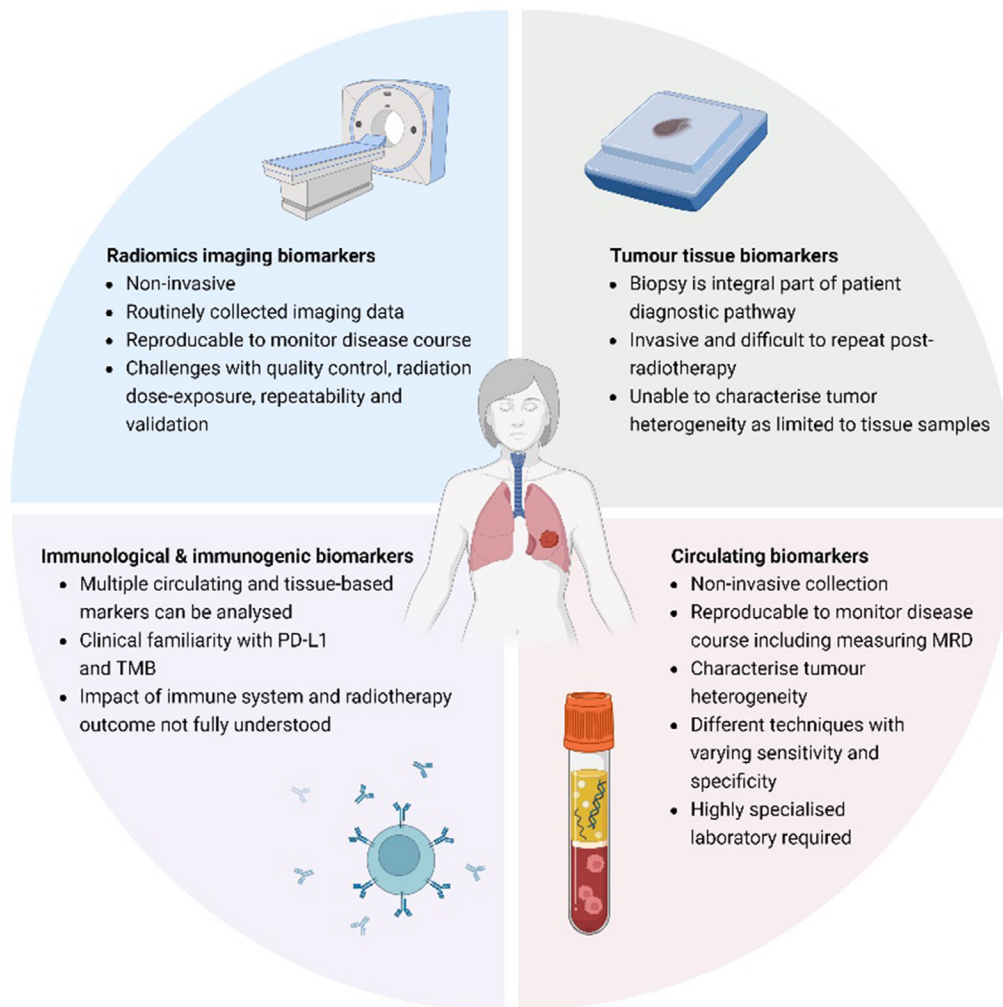 Radiomics imaging biomarkers
• Non-invasive
• Routinely collected imaging data
• Reproducable to monitor disease course
• Challenges with quality control, radiation
dose-exposure, repeatability and
validation
Tumour tissue biomarkers
• Biopsy is integral part of patient
diagnostic pathway
• Invasive and difficult to repeat post-
radiotherapy
• Unable to characterise tumor
heterogeneity as limited to tissue samples
Immunological & immunogenic biomarkers
• Multiple circulating and tissue-based
markers can be analysed
• Clinical familiarity with PD-L1
and TMB
• Impact of immune system and radiotherapy
outcome not fully understood
Circulating biomarkers
• Non-invasive collection
• Reproducable to monitor disease
course including measuring MRD
• Characterise tumour
heterogeneity
• Different techniques with
varying sensitivity and
specificity
• Highly specialised
laboratory required